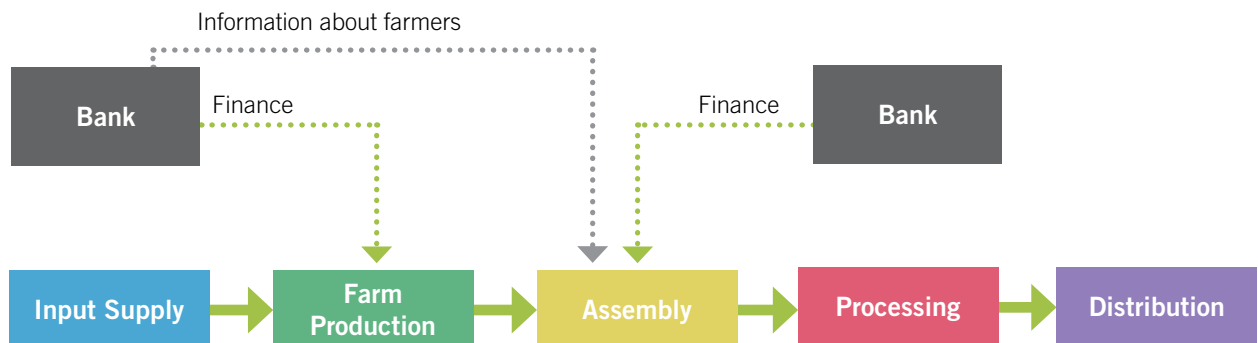 Information about farmers
Bank
Finance
Finance
Bank
Input Supply
Farm
Production
Assembly
Processing
Distribution